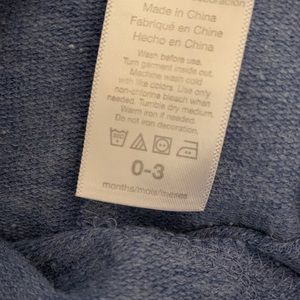 decoración
Made in China
Fabriqué en Chine
Hecho en China
Wash before use.
Turn garment inside out.
Machine wash cold
with like colors. Use only
non-chlorine bleach when
needed. Tumble dry medium.
Warm iron if needed.
Do not iron decoration.
0-3
months/mois/meses